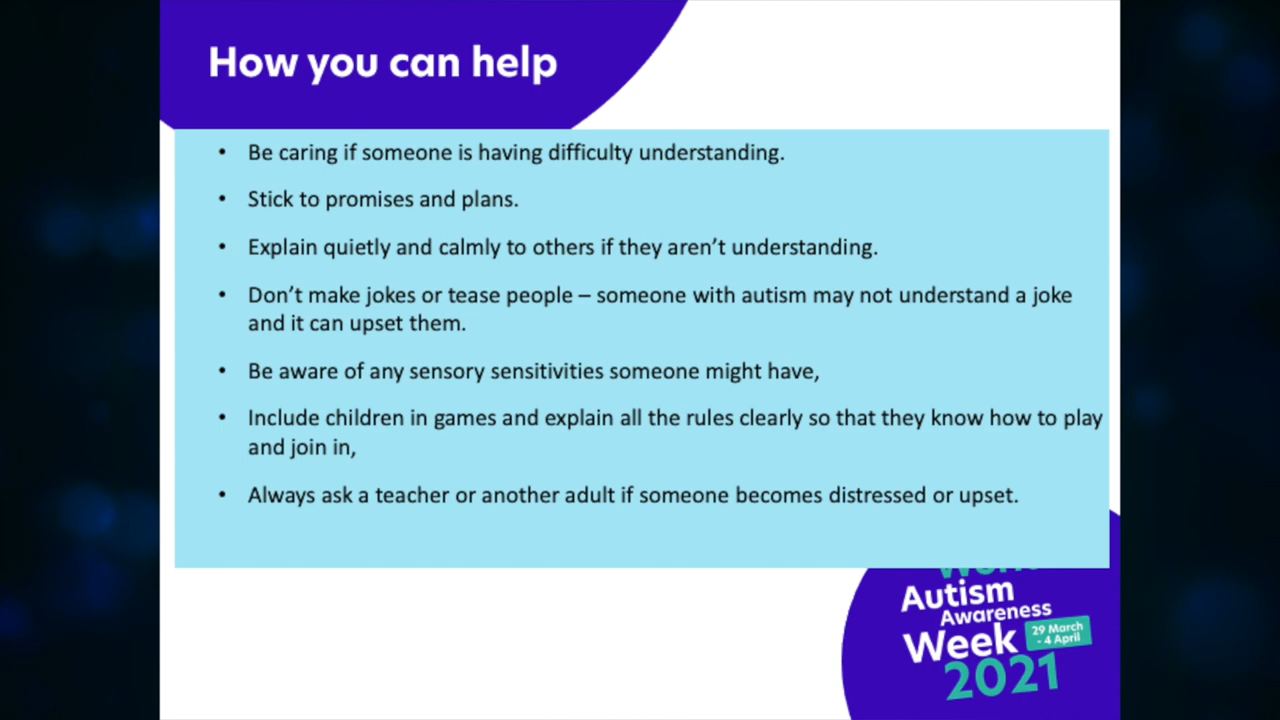 How you can help
• Be caring if someone is having difficulty understanding.
• Stick to promises and plans.
• Explain quietly and calmly to others if they aren’t understanding.
• Don’t make jokes or tease people – someone with autism may not understand a joke
and it can upset them.
• Be aware of any sensory sensitivities someone might have,
• Include children in games and explain all the rules clearly so that they know how to play
and join in,
• Always ask a teacher or another adult if someone becomes distressed or upset.
Autism
Awareness
Week
29 March
- 4 April
2021